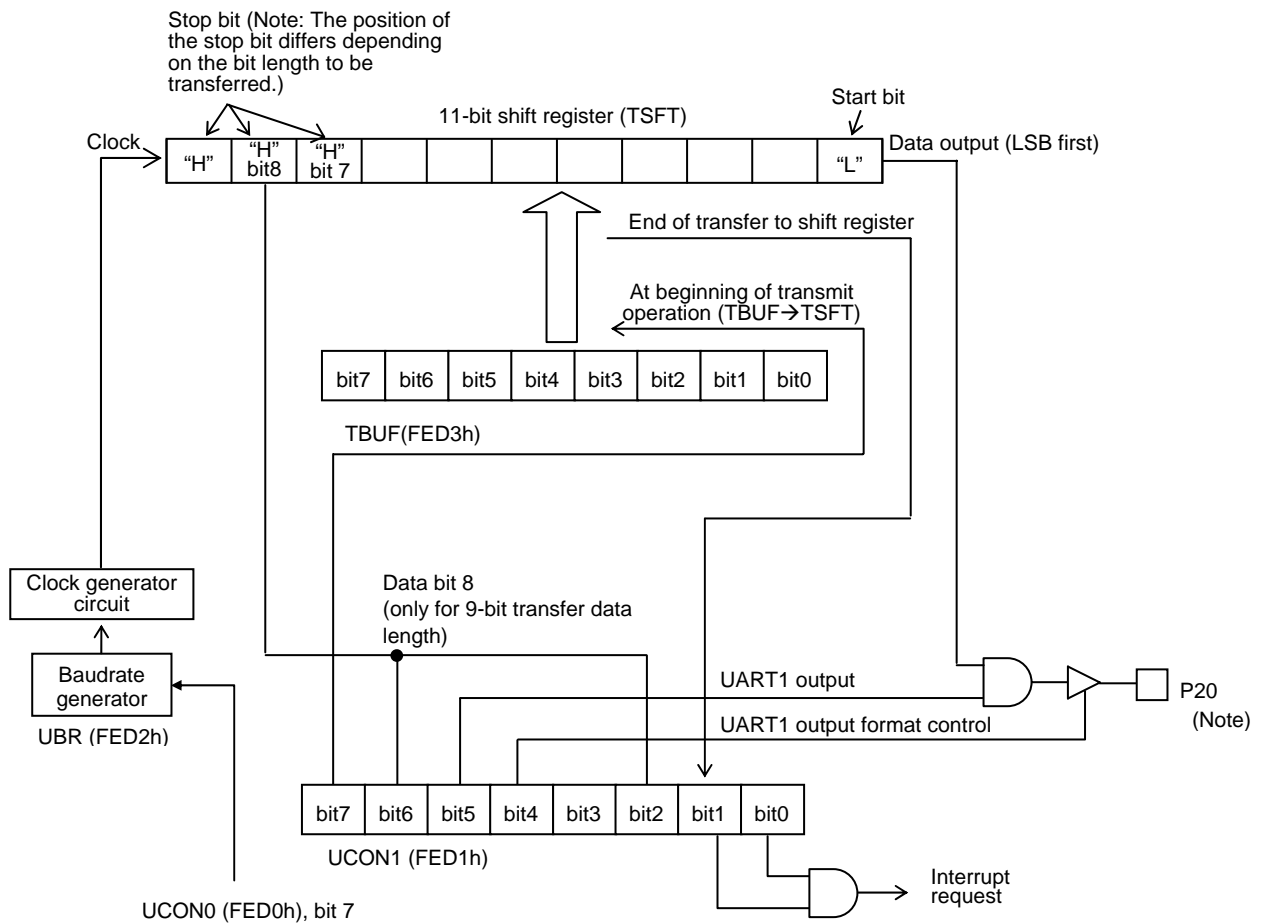 Stop bit (Note: The position of
the stop bit differs depending
on the bit length to be
transferred.)
11-bit shift register (TSFT)
Start bit
Clock
“H”
“H”
bit8
“H”
bit 7
“L”
Data output (LSB first)
End of transfer to shift register
At beginning of transmit
operation (TBUF→TSFT)
bit7 bit6 bit5 bit4 bit3 bit2 bit1 bit0
TBUF(FED3h)
Clock generator
circuit
Data bit 8
(only for 9-bit transfer data
length)
Baudrate
generator
UBR (FED2h)
UART1 output
P20
(Note)
UART1 output format control
bit7 bit6 bit5 bit4 bit3 bit2 bit1 bit0
UCON1 (FED1h)
Interrupt
request
UCON0 (FED0h), bit 7